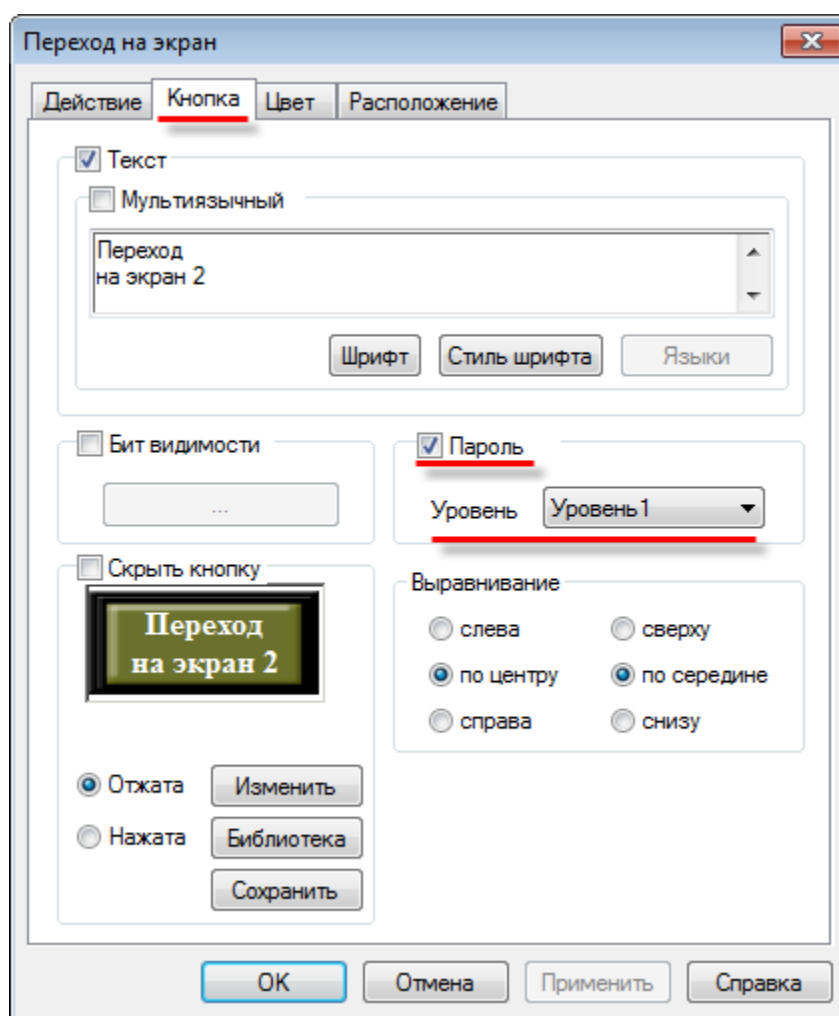 Переход на экран
Действие Кнопка Цвет Расположение
Текст
Мультиязычный
Переход
на экран 2
Шрифт Стиль шрифта Языки
Бит видимости Пароль
... Уровень Уровень1
Скрыть кнопку Выравнивание
Переход
на экран 2
слева сверху
по центру по середине
справа снизу
Отжата Изменить
Нажата Библиотека
Сохранить
OK Отмена Применить Справка